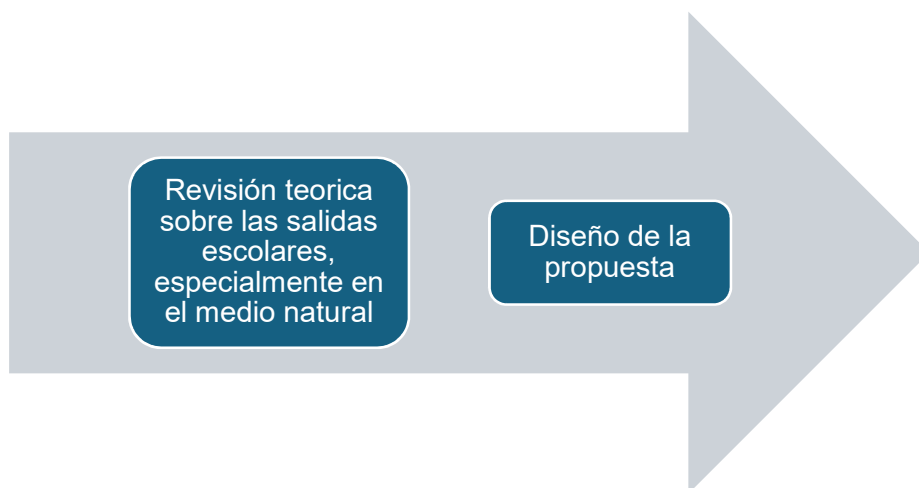 Revisión teorica
sobre las salidas
escolares,
especialmente en
el medio natural
Diseño de la
propuesta